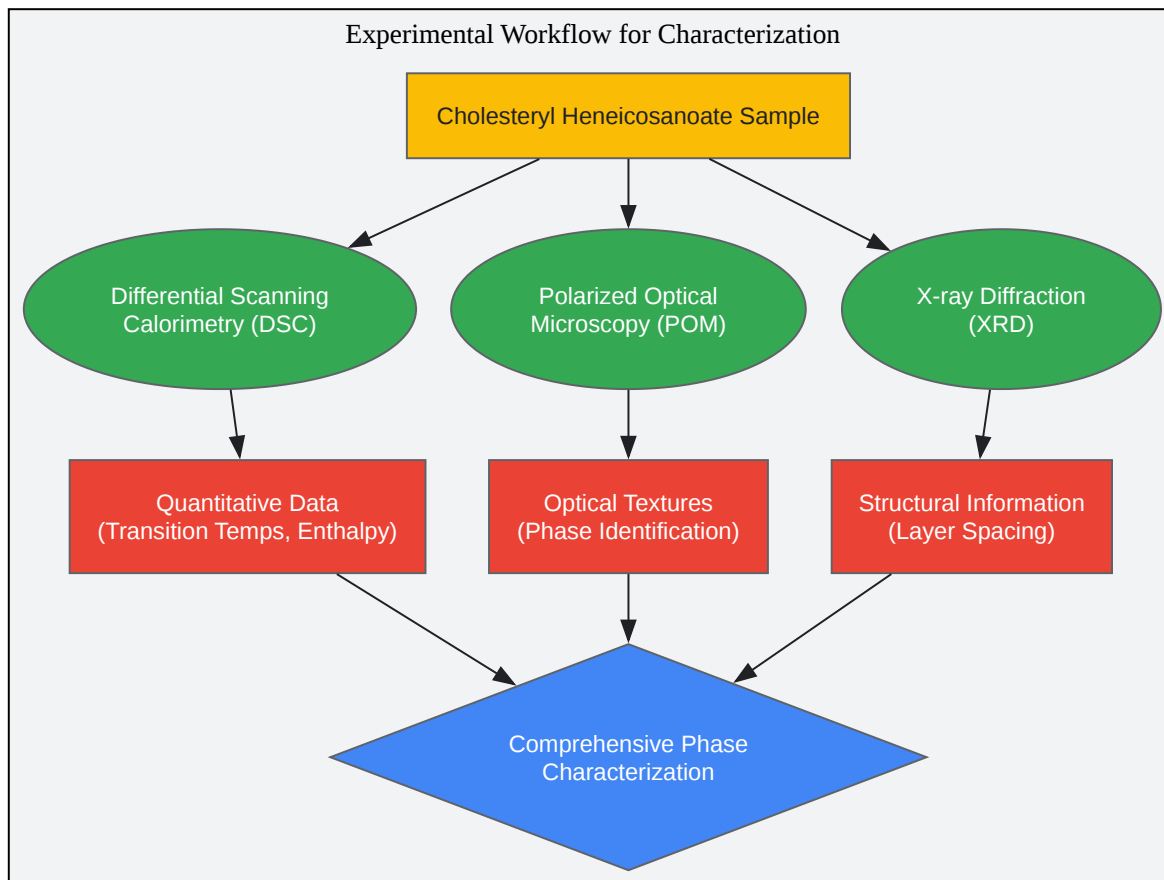 Experimental Workflow for Characterization
Cholesteryl Heneicosanoate Sample
Differential Scanning
Calorimetry (DSC)
Polarized Optical
Microscopy (POM)
X-ray Diffraction
(XRD)
Quantitative Data
(Transition Temps, Enthalpy)
Optical Textures
(Phase Identification)
Structural Information
(Layer Spacing)
Comprehensive Phase
Characterization